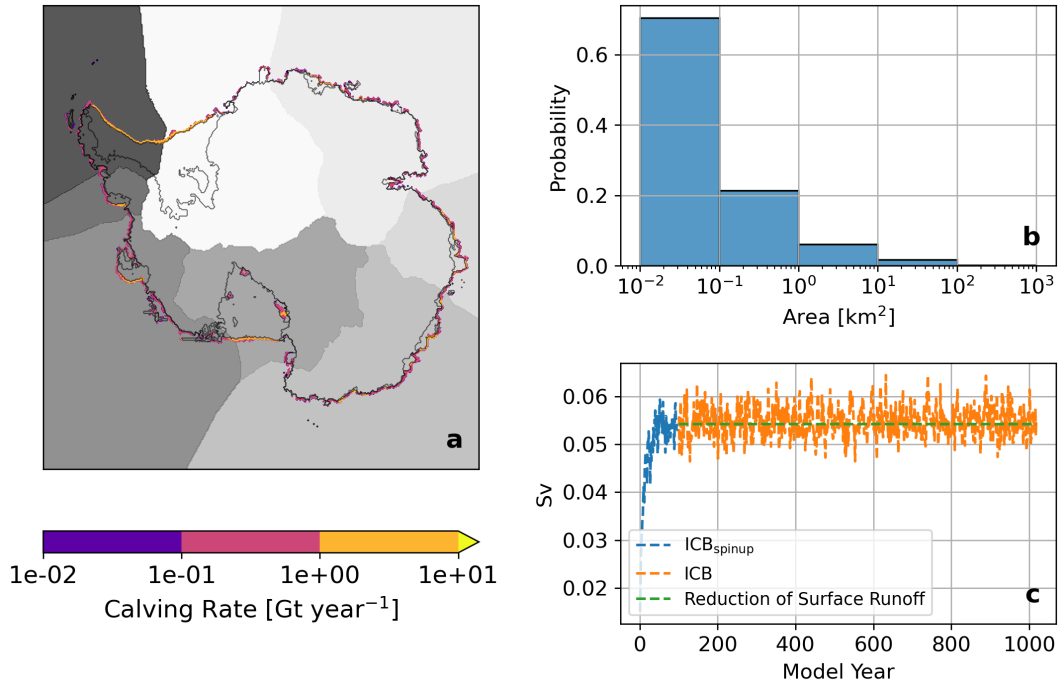 a
1e-02 1e-01 1e+00 1e+01
Calving Rate [Gt year⁻¹]
Probability
0.6
0.4
0.2
0.0
b
10⁻² 10⁻¹ 10⁰ 10¹ 10² 10³
Area [km²]
Sv
0.06
0.05
0.04
0.03
0.02
ICBspinup
ICB
Reduction of Surface Runoff
c
0 200 400 600 800 1000
Model Year